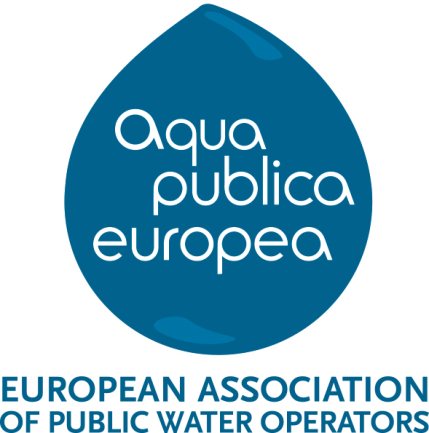 aqua
publica
europea
EUROPEAN ASSOCIATION
OF PUBLIC WATER OPERATORS